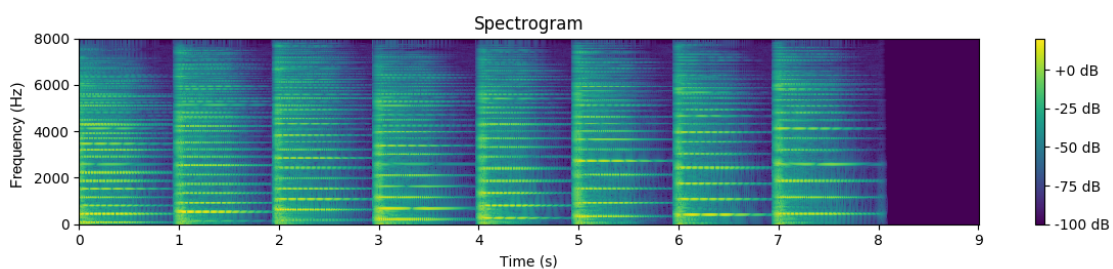 Spectrogram
8000
6000
4000
2000
0
Frequency (Hz)
0 1 2 3 4 5 6 7 8 9
Time (s)
+0 dB
-25 dB
-50 dB
-75 dB
-100 dB